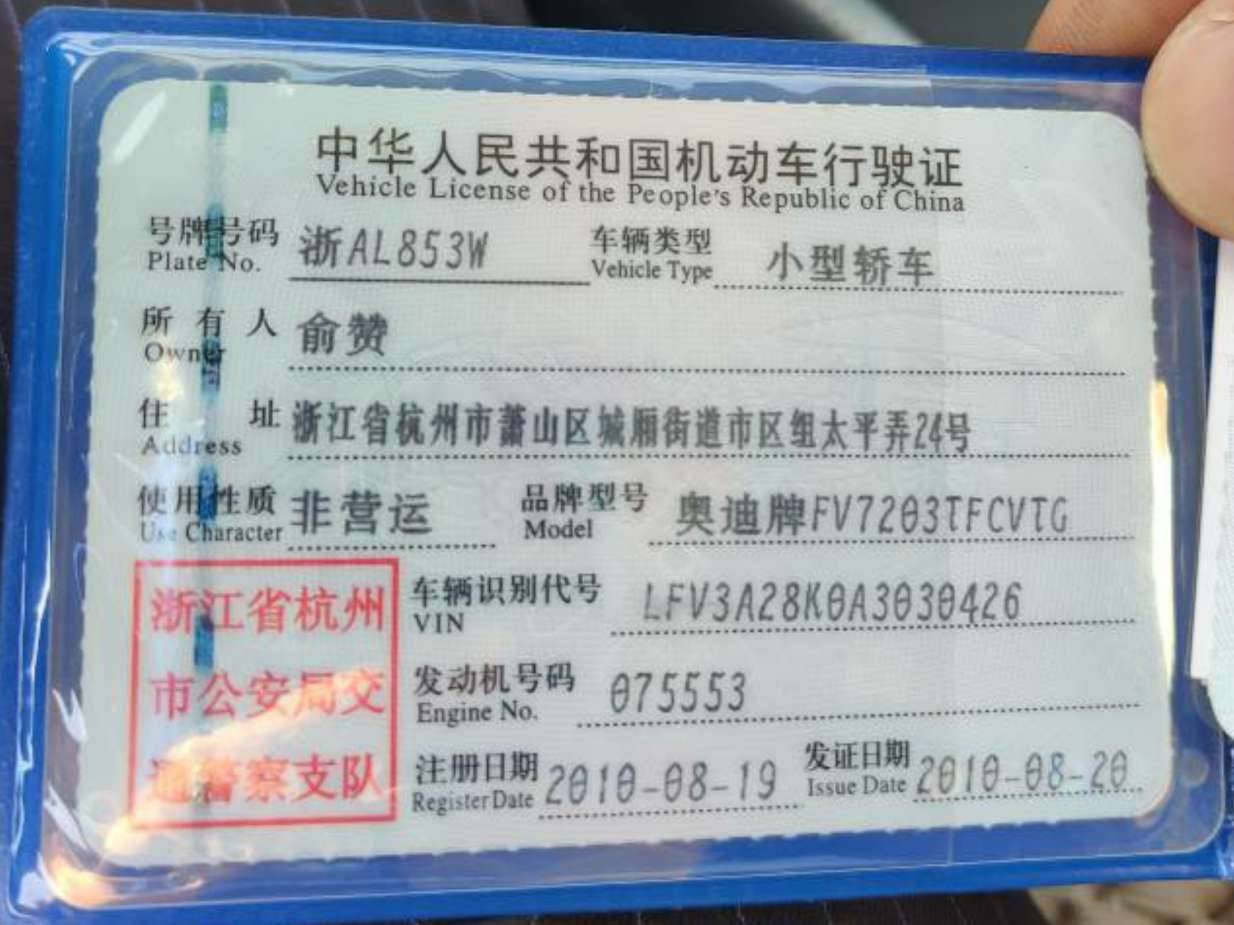 中华人民共和国机动车行驶证
Vehicle License of the People's Republic of China
号牌号码 浙AL853W 车辆类型 小型轿车
Plate No. Vehicle Type
所有人 俞赞
Owner
住址 浙江省杭州市萧山区城厢街道市区组太平弄24号
Address
使用性质 非营运 品牌型号 奥迪牌FV7203TFCVTG
Use Character Model
浙江省杭州
市公安局交
通警察支队
车辆识别代号 LFV3A28K0A3030426
VIN
发动机号码 075553
Engine No.
注册日期 2010-08-19 发证日期 2010-08-20
Register Date Issue Date